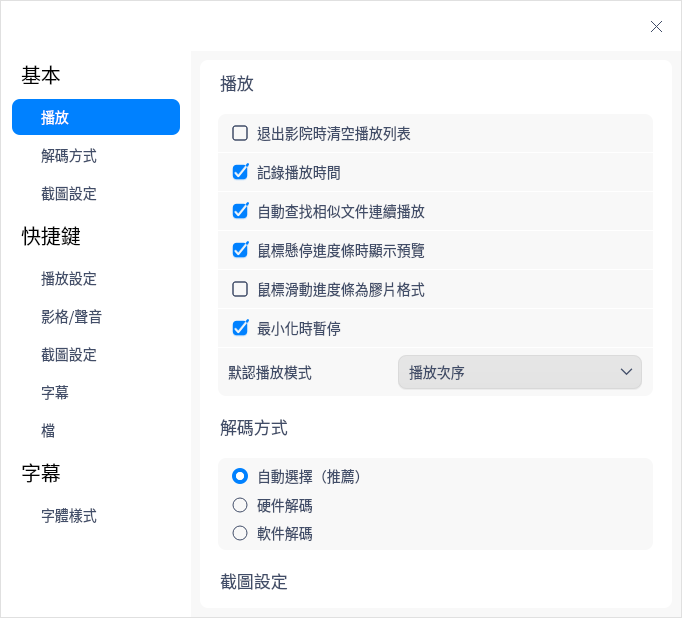 基本
播放
解碼方式
截圖設定
快捷鍵
播放設定
影格/聲音
截圖設定
字幕
檔
字幕
字體樣式
播放
退出影院時清空播放列表
記錄播放時間
自動查找相似文件連續播放
鼠標懸停進度條時顯示預覽
鼠標滑動進度條為膠片格式
最小化時暫停
默認播放模式
播放次序
解碼方式
自動選擇（推薦）
硬件解碼
軟件解碼
截圖設定